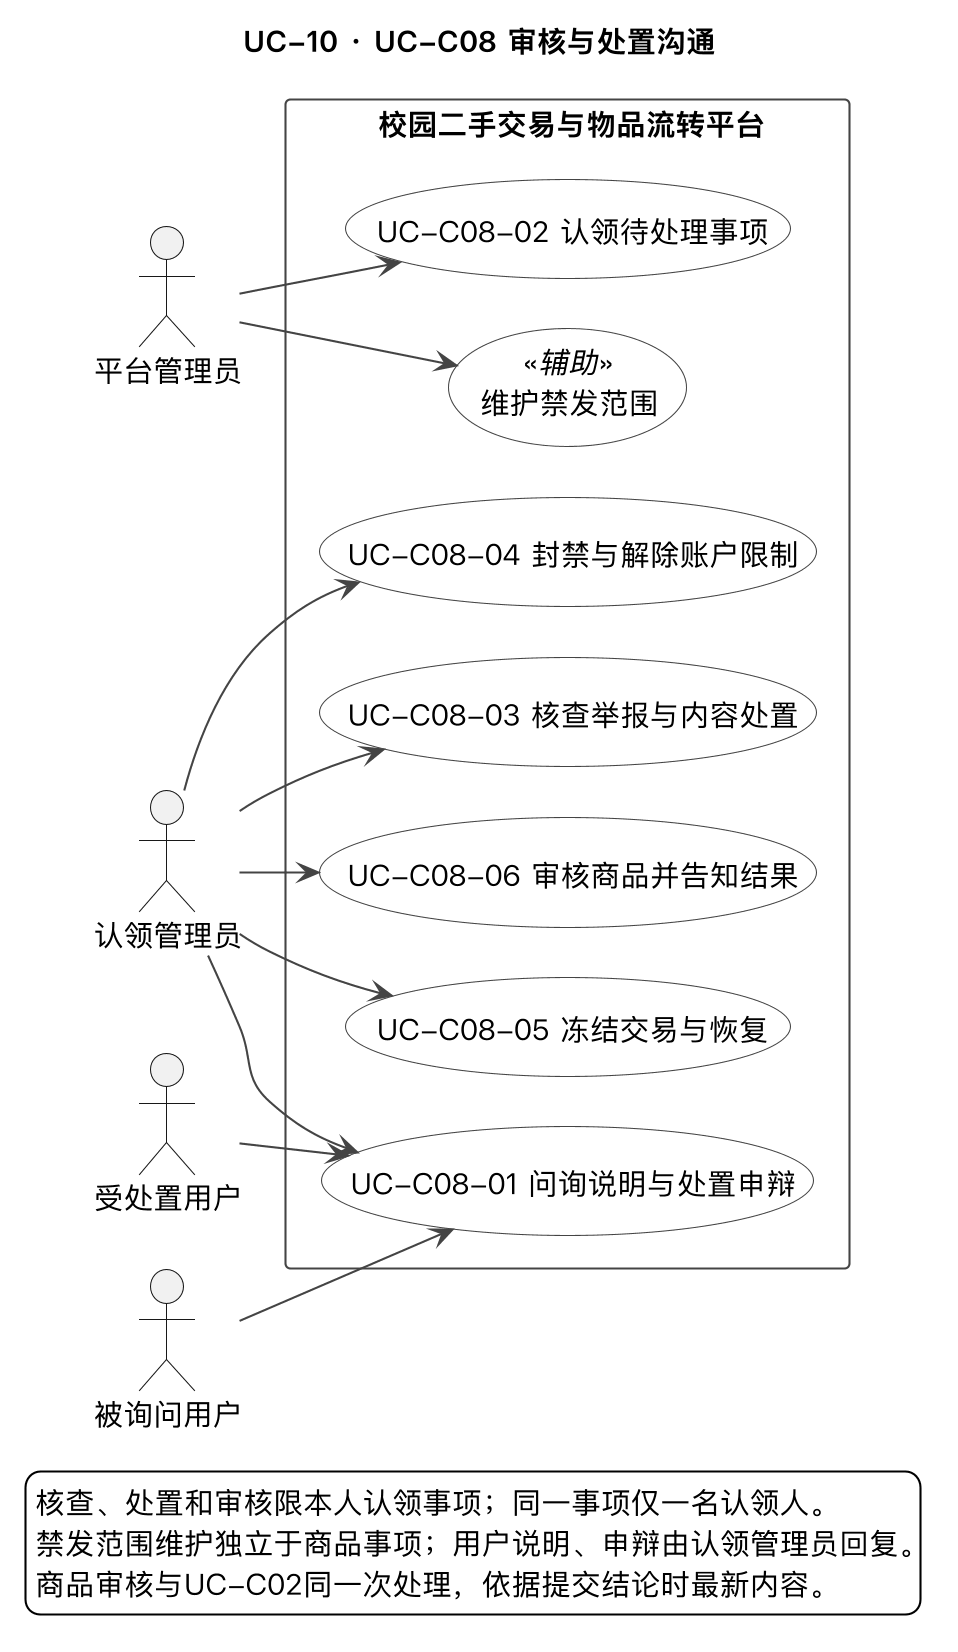 UC–10 · UC–C08 审核与处置沟通
校园二手交易与物品流转平台
UC–C08–02 认领待处理事项
平台管理员
«辅助»
维护禁发范围
UC–C08–04 封禁与解除账户限制
UC–C08–03 核查举报与内容处置
UC–C08–06 审核商品并告知结果
认领管理员
UC–C08–05 冻结交易与恢复
UC–C08–01 问询说明与处置申辩
受处置用户
被询问用户
核查、处置和审核限本人认领事项；同一事项仅一名认领人。
禁发范围维护独立于商品事项；用户说明、申辩由认领管理员回复。
商品审核与UC–C02同一次处理，依据提交结论时最新内容。